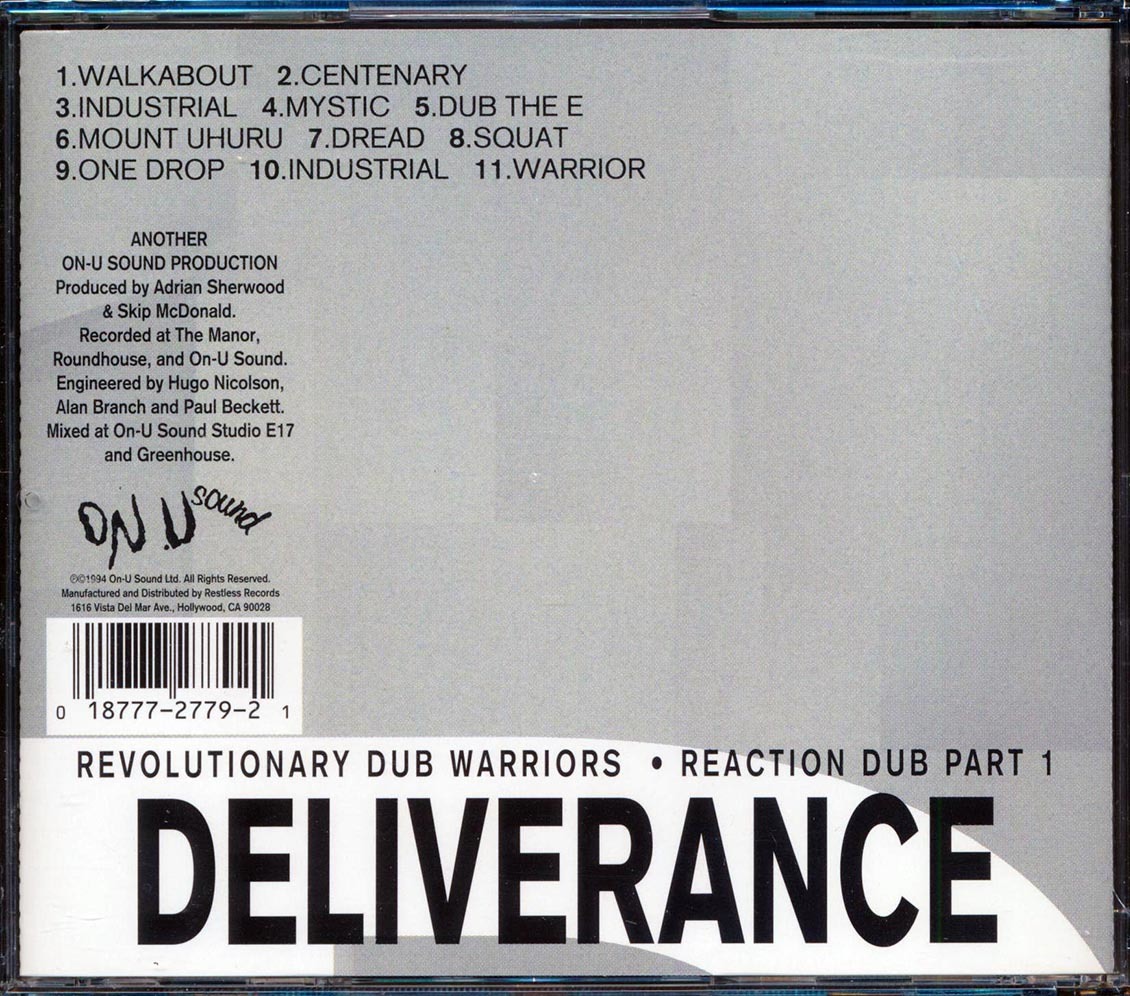 1.WALKABOUT 2.CENTENARY
3.INDUSTRIAL 4.MYSTIC 5.DUB THE E
6.MOUNT UHURU 7.DREAD 8.SQUAT
9.ONE DROP 10.INDUSTRIAL 11.WARRIOR
ANOTHER
ON-U SOUND PRODUCTION
Produced by Adrian Sherwood
& Skip McDonald.
Recorded at The Manor,
Roundhouse, and On-U Sound.
Engineered by Hugo Nicolson,
Alan Branch and Paul Beckett.
Mixed at On-U Sound Studio E17
and Greenhouse.
ON.U sound
℗©1994 On-U Sound Ltd. All Rights Reserved.
Manufactured and Distributed by Restless Records
1616 Vista Del Mar Ave., Hollywood, CA 90028
0 18777-2779-2 1
REVOLUTIONARY DUB WARRIORS • REACTION DUB PART 1
DELIVERANCE